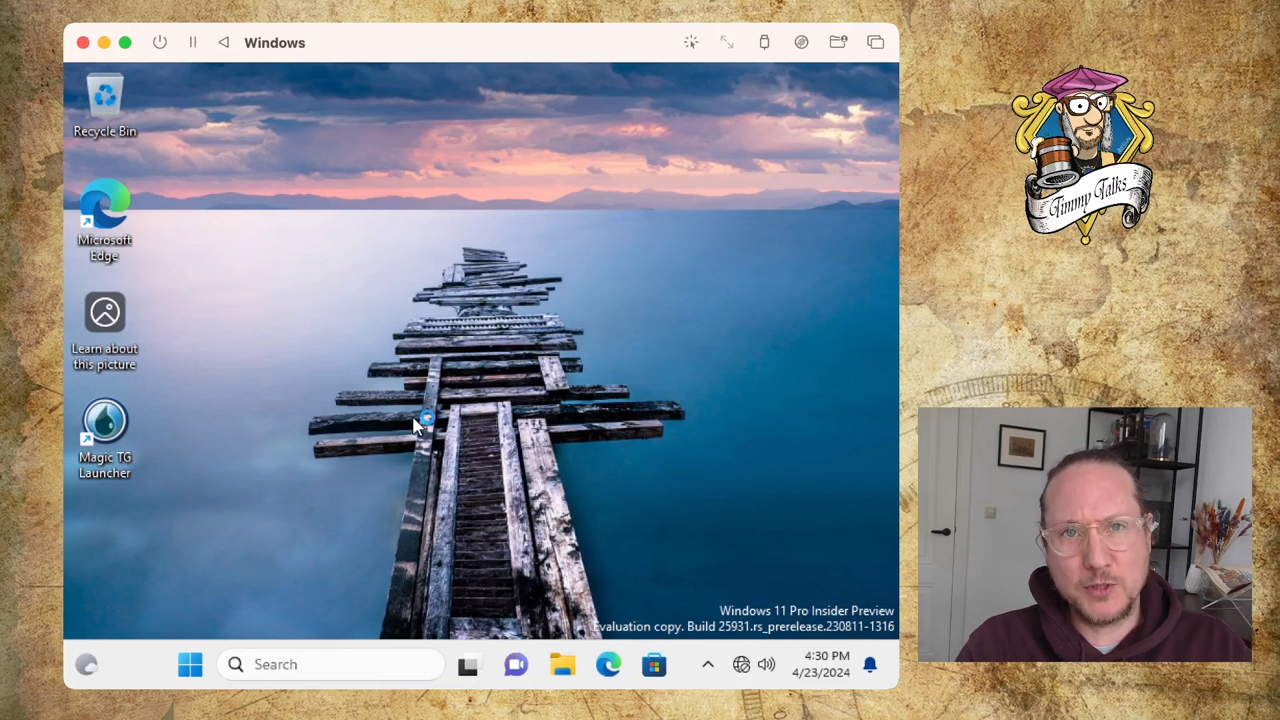 Windows
Recycle Bin
Microsoft
Edge
Learn about
this picture
Magic TG
Launcher
Windows 11 Pro Insider Preview
Evaluation copy. Build 25931.rs_prerelease.230811-1316
Search
4:30 PM
4/23/2024
Timmy Talks